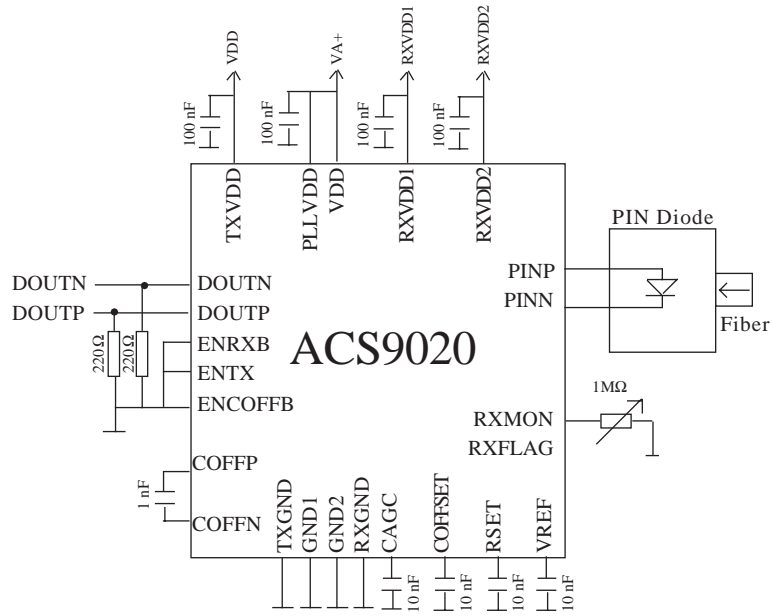 VDD
VA+
RXVDD1
RXVDD2
100 nF
100 nF
100 nF
100 nF
TXVDD
PLLVDD
VDD
RXVDD1
RXVDD2
PIN Diode
PINP
PINN
Fiber
DOUTN
DOUTN
DOUTP
DOUTP
220Ω
220Ω
ENRXB
ENTX
ENCOFFB
ACS9020
1MΩ
RXMON
RXFLAG
COFFP
1 nF
COFFN
TXGND
GND1
GND2
RXGND
CAGC
COFFSET
RSET
VREF
10 nF
10 nF
10 nF
10 nF